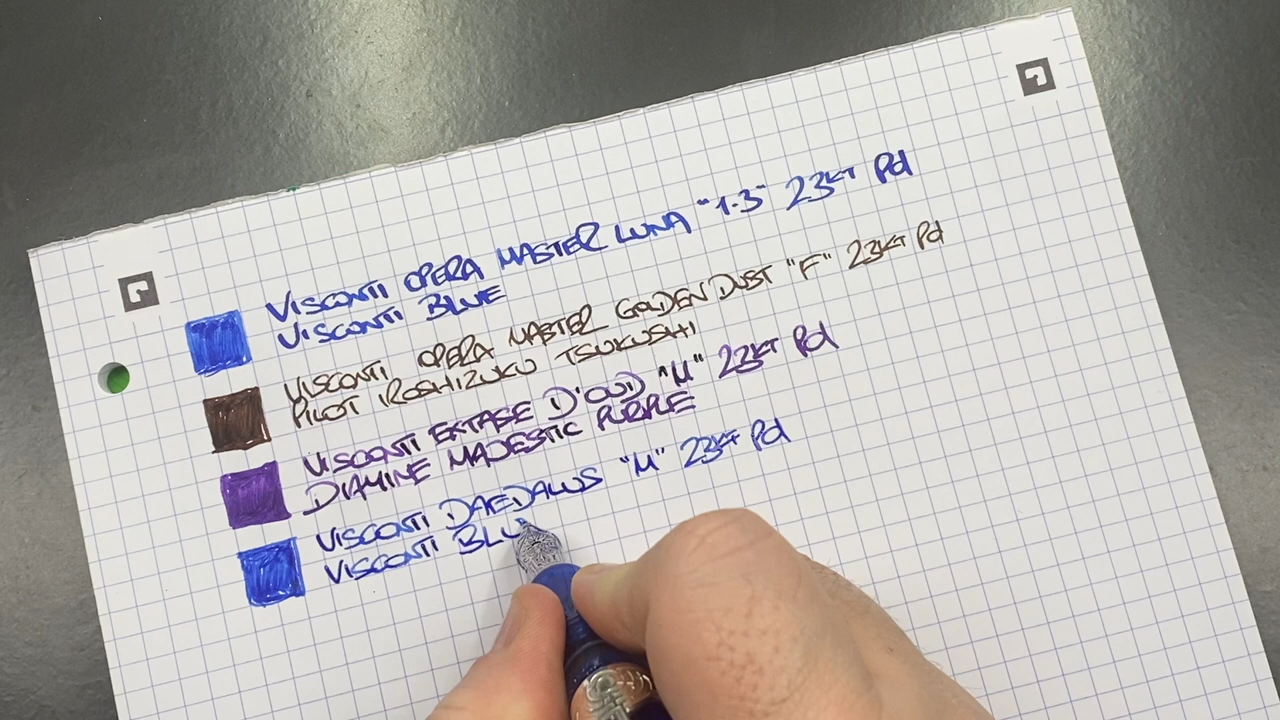 VISCONTI OPERA MASTER LUNA "1.3" 23KT Pd
VISCONTI BLUE
VISCONTI OPERA MASTER GOLDEN DUST "F" 23KT Pd
PILOT IROSHIZUKU TSUKUSHI
VISCONTI EXTASE D'OUD "M" 23KT Pd
DIAMINE MAJESTIC PURPLE
VISCONTI DAEDALUS "M" 23KT Pd
VISCONTI BLU